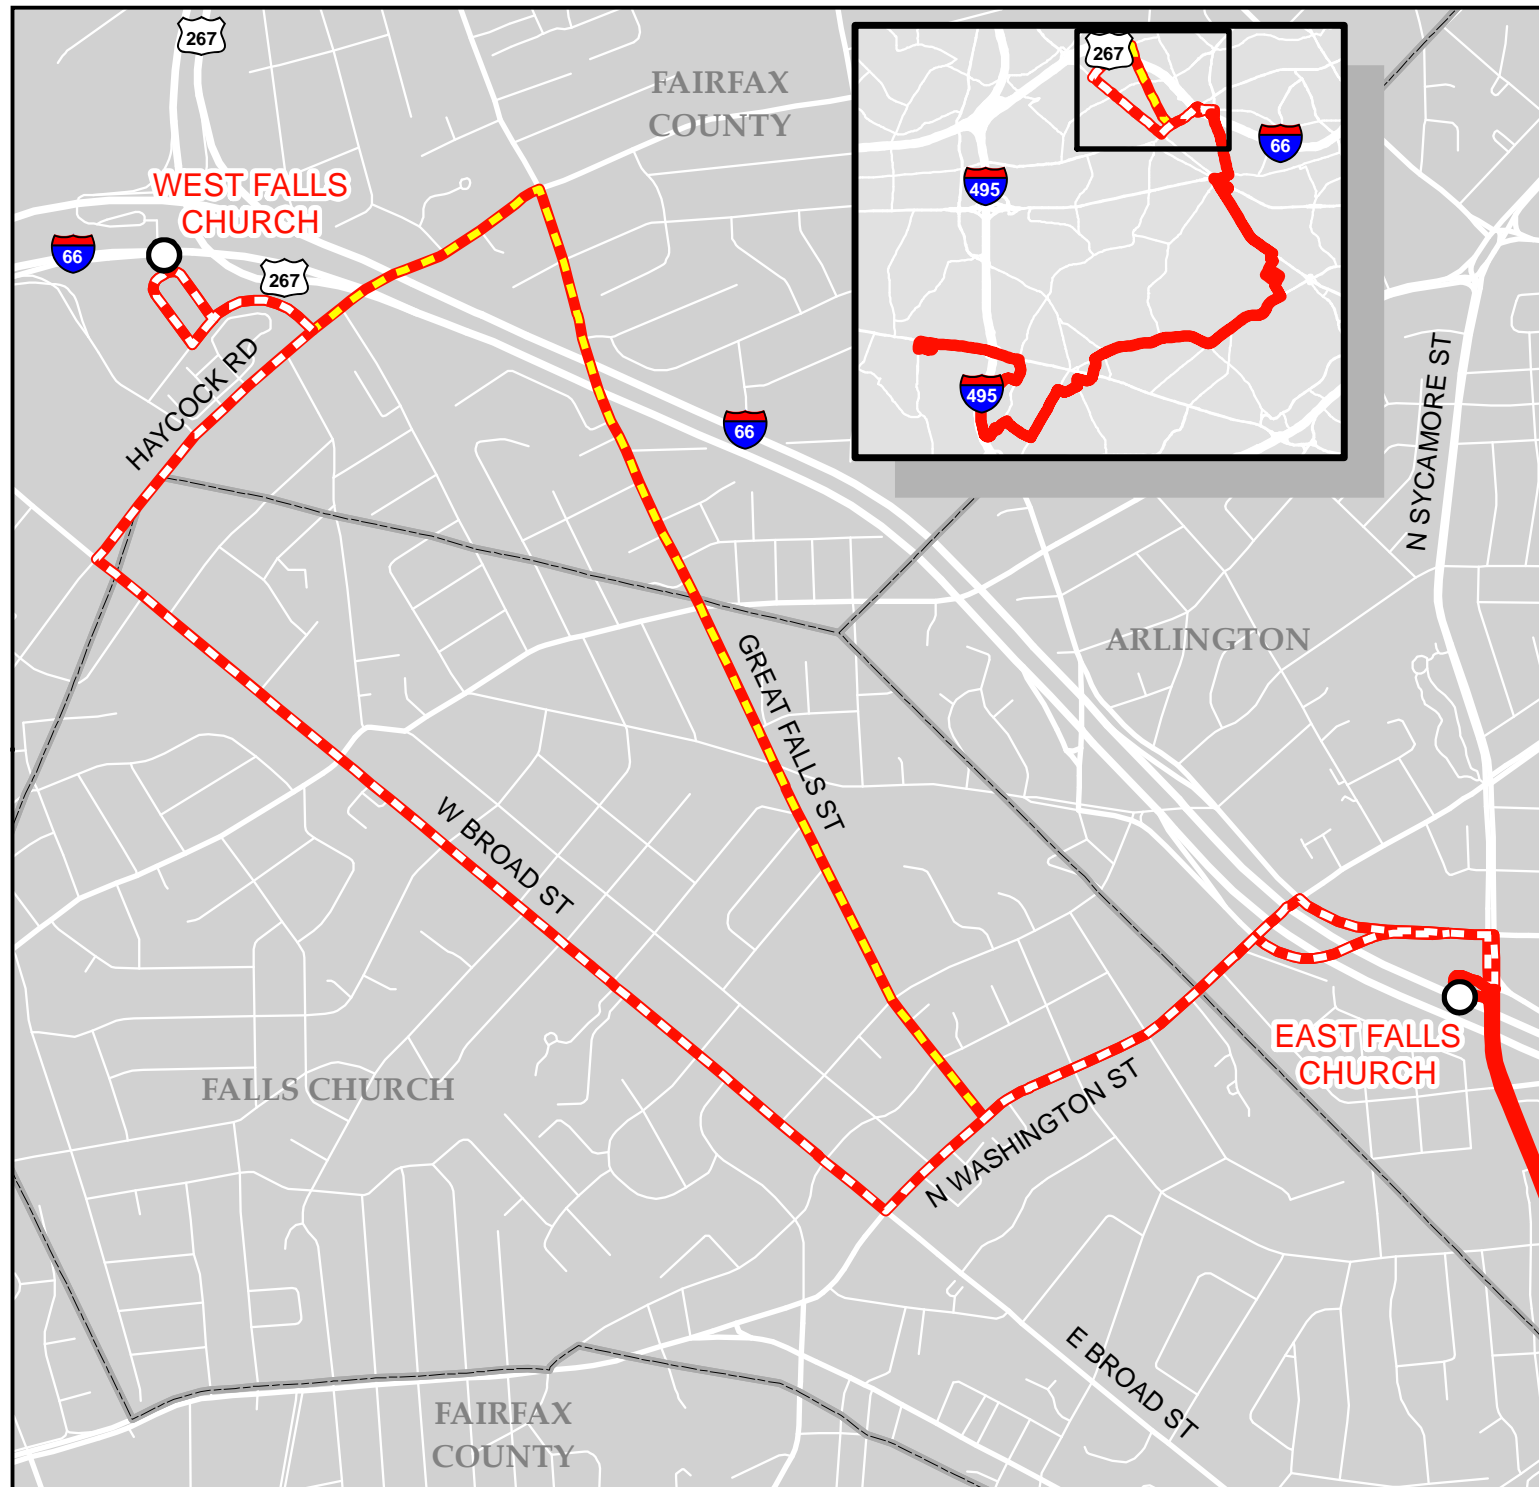 267
FAIRFAX
COUNTY
267
66
495
495
WEST FALLS
CHURCH
66
267
HAYCOCK RD
66
N SYCAMORE ST
GREAT FALLS ST
ARLINGTON
W BROAD ST
EAST FALLS
CHURCH
FALLS CHURCH
N WASHINGTON ST
E BROAD ST
FAIRFAX
COUNTY